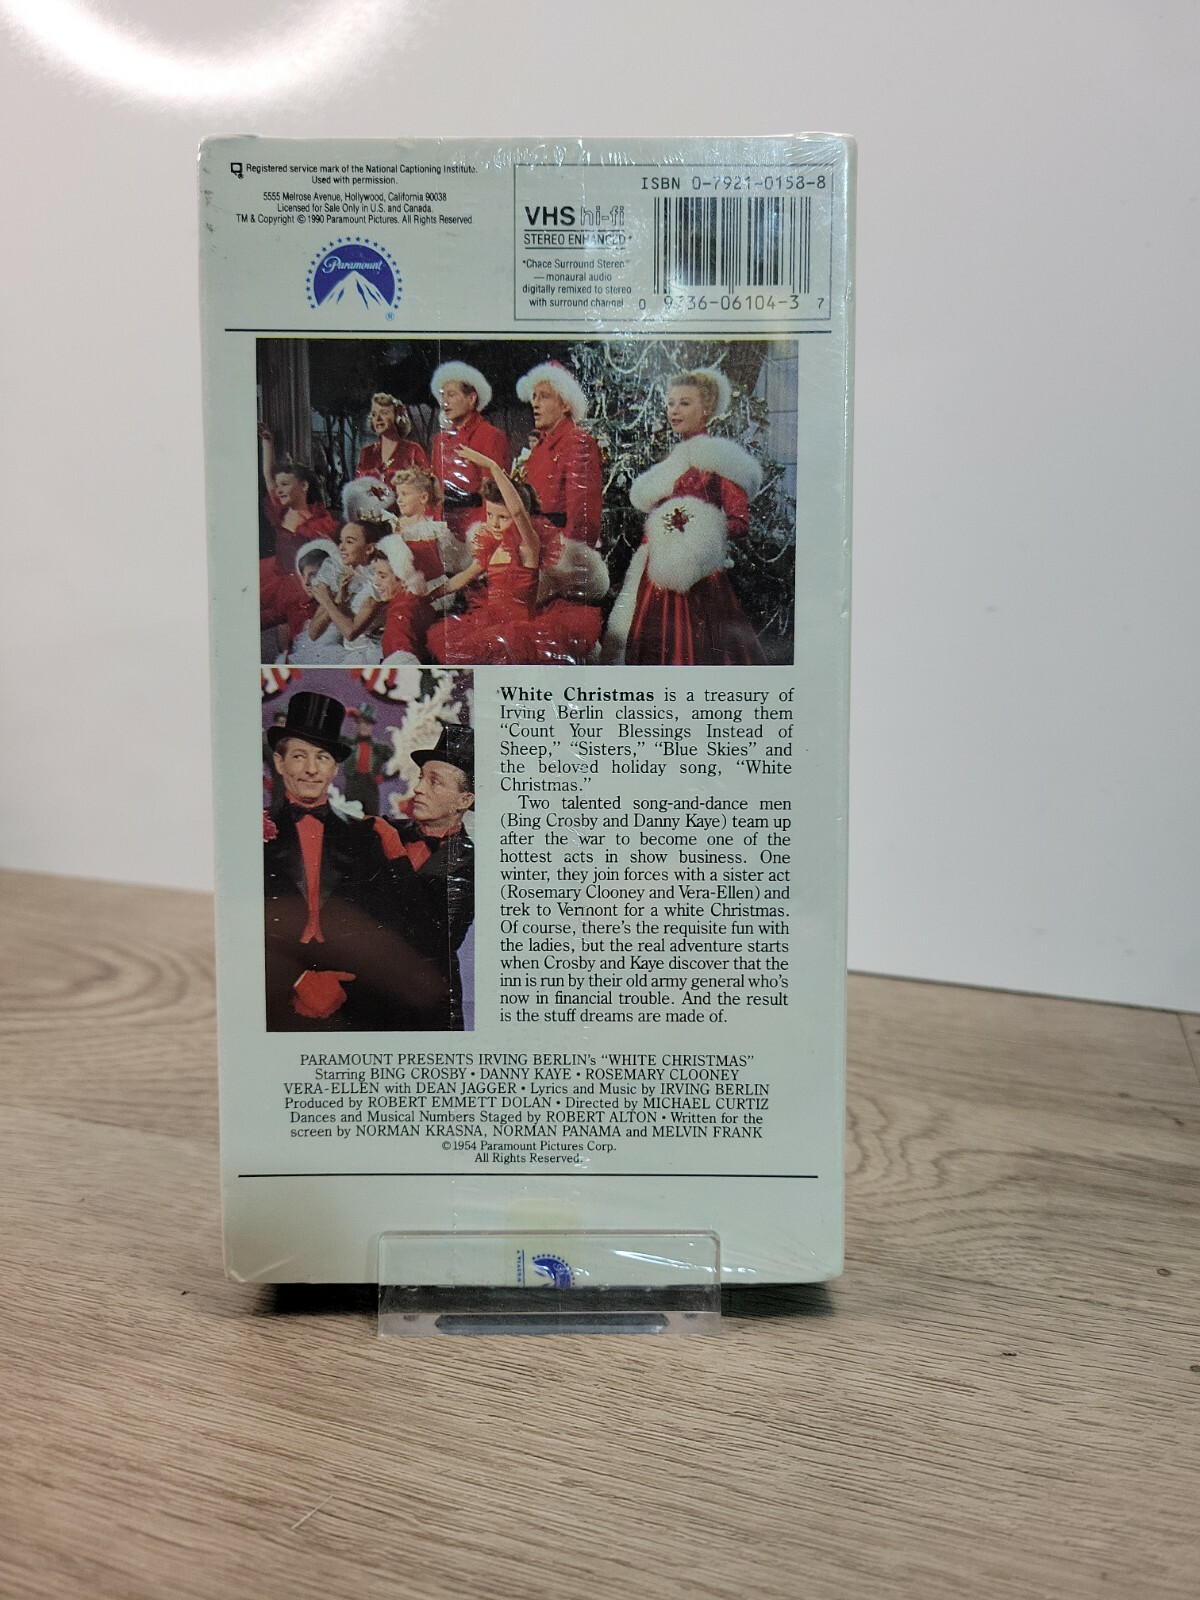 Registered service mark of the National Captioning Institute.
Used with permission.
5555 Melrose Avenue, Hollywood, California 90038
Licensed for Sale Only in U.S. and Canada.
TM & Copyright © 1990 Paramount Pictures. All Rights Reserved.
Paramount
®
ISBN 0-7921-0153-8
VHS hi-fi
STEREO ENHANCED*
*Chace Surround Stereo™
— monaural audio
digitally remixed to stereo
with surround channel
0 9736-06104-3 7
White Christmas is a treasury of
Irving Berlin classics, among them
“Count Your Blessings Instead of
Sheep,” “Sisters,” “Blue Skies” and
the beloved holiday song, “White
Christmas.”
Two talented song-and-dance men
(Bing Crosby and Danny Kaye) team up
after the war to become one of the
hottest acts in show business. One
winter, they join forces with a sister act
(Rosemary Clooney and Vera-Ellen) and
trek to Vermont for a white Christmas.
Of course, there’s the requisite fun with
the ladies, but the real adventure starts
when Crosby and Kaye discover that the
inn is run by their old army general who’s
now in financial trouble. And the result
is the stuff dreams are made of.
PARAMOUNT PRESENTS IRVING BERLIN’s “WHITE CHRISTMAS”
Starring BING CROSBY • DANNY KAYE • ROSEMARY CLOONEY
VERA-ELLEN with DEAN JAGGER • Lyrics and Music by IRVING BERLIN
Produced by ROBERT EMMETT DOLAN • Directed by MICHAEL CURTIZ
Dances and Musical Numbers Staged by ROBERT ALTON • Written for the
screen by NORMAN KRASNA, NORMAN PANAMA and MELVIN FRANK
© 1954 Paramount Pictures Corp.
All Rights Reserved.